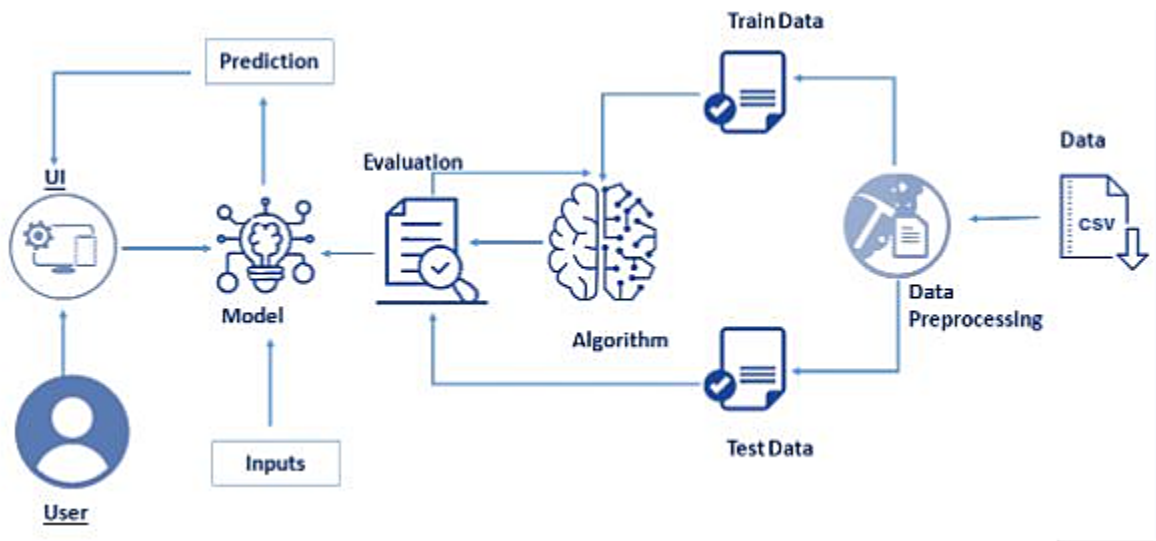 Train Data
Prediction
Data
Evaluation
UI
CSV
Data
Preprocessing
Model
Algorithm
Test Data
Inputs
User